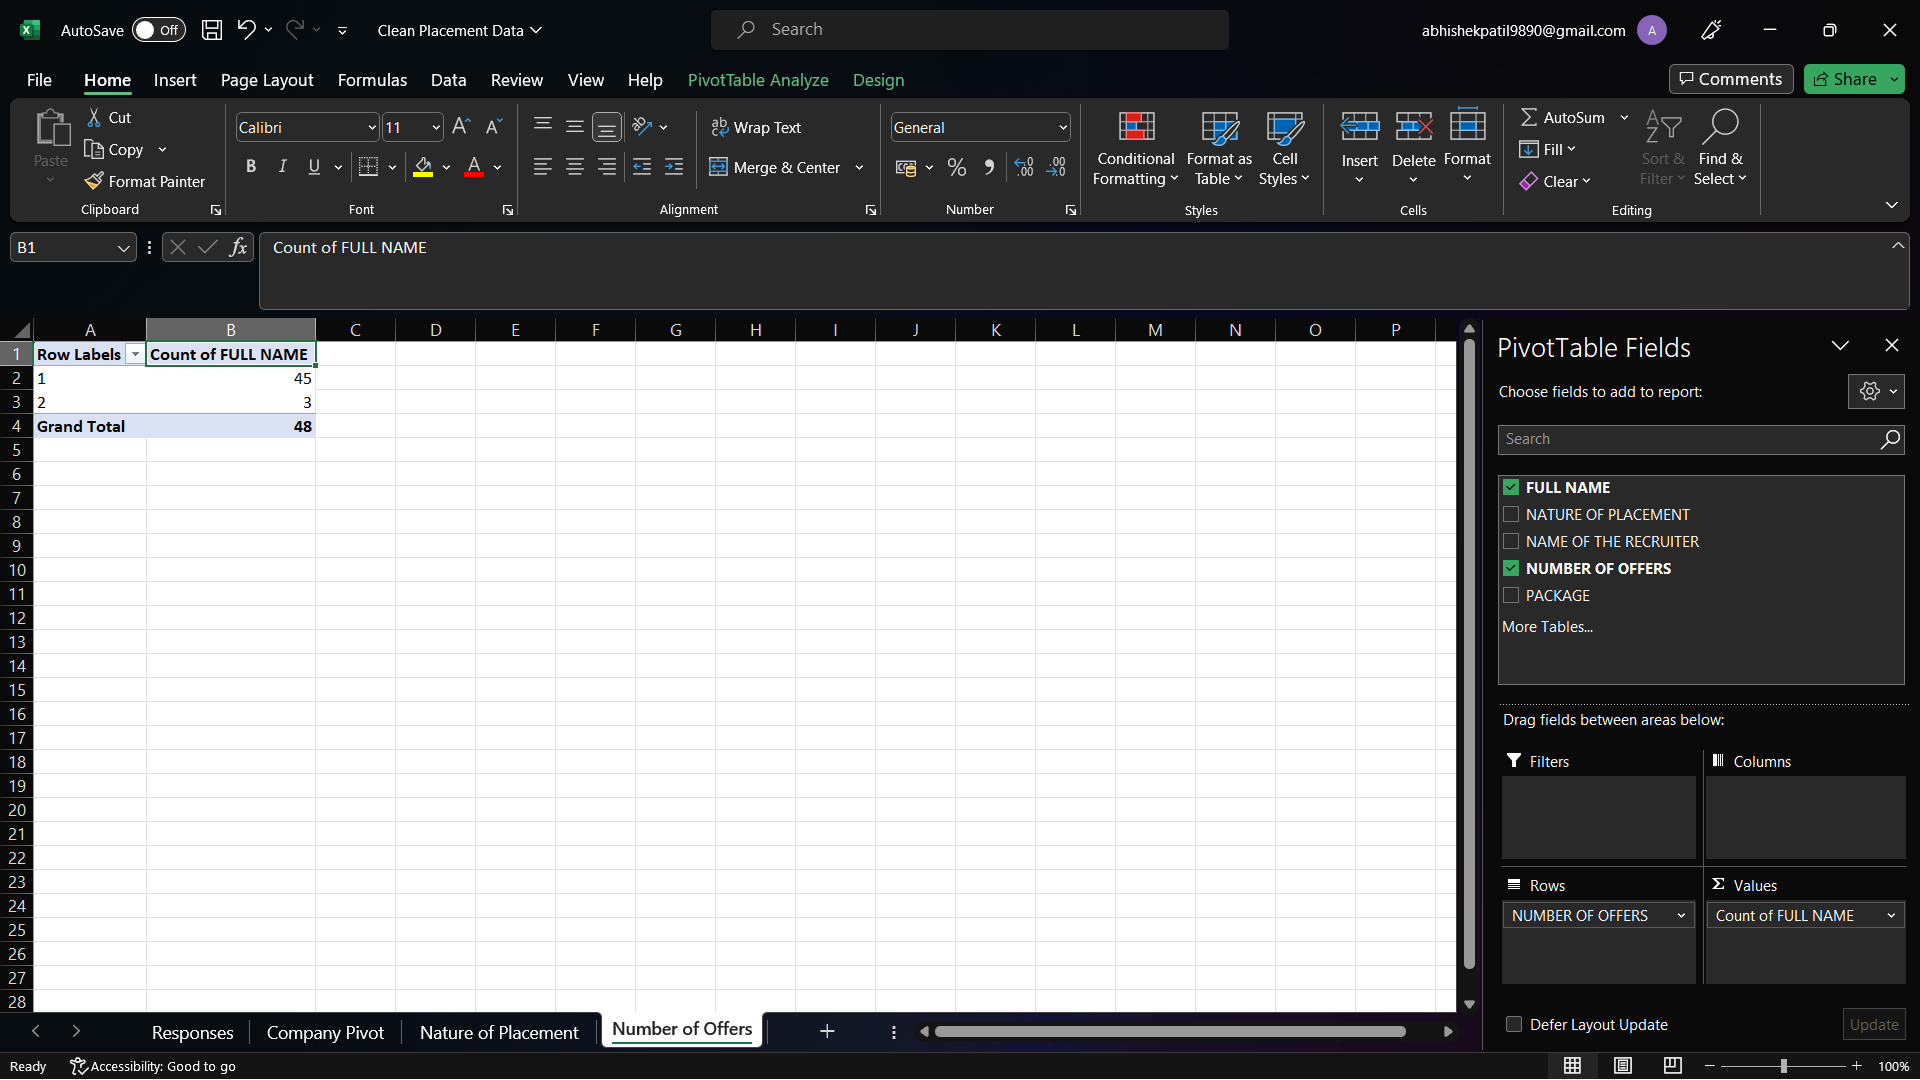 AutoSave Off Clean Placement Data Search abhishekpatil9890@gmail.com A
File Home Insert Page Layout Formulas Data Review View Help PivotTable Analyze Design Comments Share
Paste Cut Copy Format Painter Clipboard
Calibri 11 B I U A Font
ab Wrap Text Merge & Center Alignment
General % Number
Conditional Formatting Format as Table Cell Styles Styles
Insert Delete Format Cells
AutoSum Fill Clear Sort & Filter Find & Select Editing
B1 fx Count of FULL NAME
A B C D E F G H I J K L M N O P
1 Row Labels Count of FULL NAME
2 1 45
3 2 3
4 Grand Total 48
5
6
7
8
9
10
11
12
13
14
15
16
17
18
19
20
21
22
23
24
25
26
27
28
PivotTable Fields
Choose fields to add to report:
Search
FULL NAME
NATURE OF PLACEMENT
NAME OF THE RECRUITER
NUMBER OF OFFERS
PACKAGE
More Tables...
Drag fields between areas below:
Filters Columns
Rows Values
NUMBER OF OFFERS Count of FULL NAME
Defer Layout Update Update
Responses Company Pivot Nature of Placement Number of Offers
Ready Accessibility: Good to go 100%